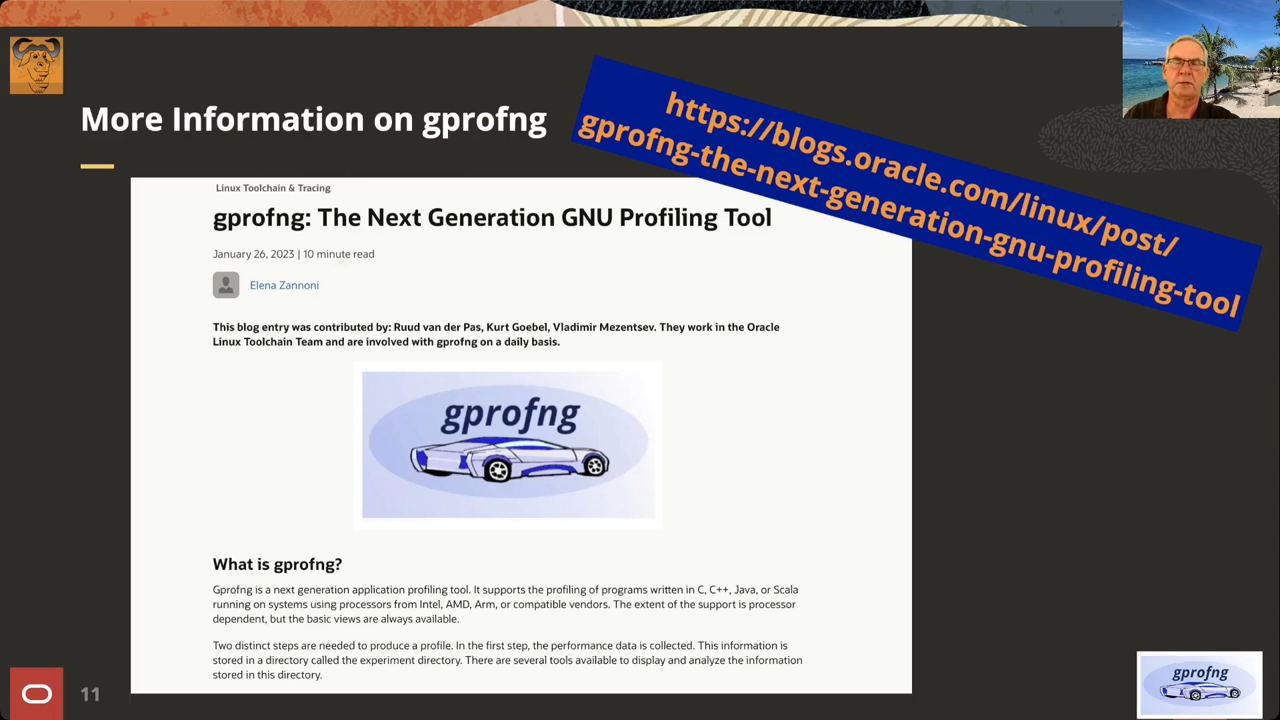 More Information on gprofng
https://blogs.oracle.com/linux/post/
gprofng-the-next-generation-gnu-profiling-tool
Linux Toolchain & Tracing
gprofng: The Next Generation GNU Profiling Tool
January 26, 2023 | 10 minute read
Elena Zannoni
This blog entry was contributed by: Ruud van der Pas, Kurt Goebel, Vladimir Mezentsev. They work in the Oracle
Linux Toolchain Team and are involved with gprofng on a daily basis.
gprofng
What is gprofng?
Gprofng is a next generation application profiling tool. It supports the profiling of programs written in C, C++, Java, or Scala
running on systems using processors from Intel, AMD, Arm, or compatible vendors. The extent of the support is processor
dependent, but the basic views are always available.
Two distinct steps are needed to produce a profile. In the first step, the performance data is collected. This information is
stored in a directory called the experiment directory. There are several tools available to display and analyze the information
stored in this directory.
11
gprofng